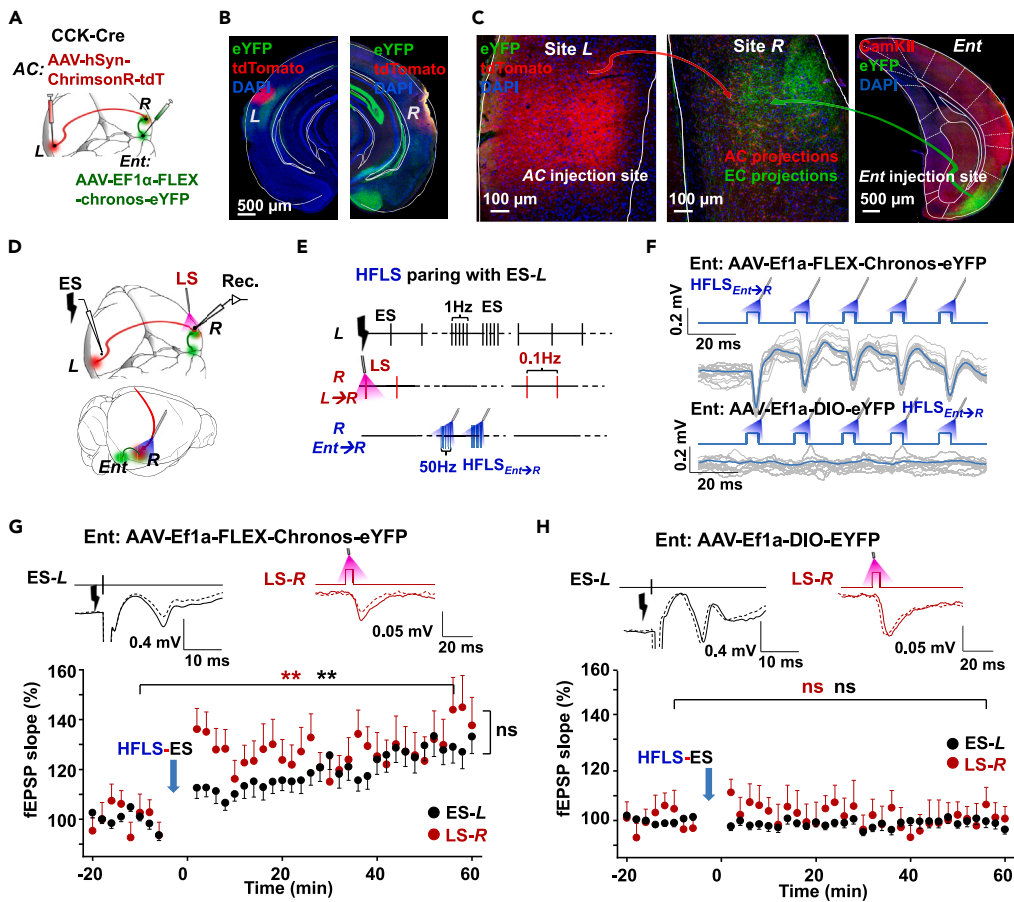 A
CCK-Cre
AC:
AAV-hSyn-
ChrimsonR-tdT
R
L
Ent:
AAV-EF1α-FLEX
-chronos-eYFP
B
eYFP
tdTomato
DAPI
L
500 µm
eYFP
tdTomato
DAPI
R
C
eYFP
tdTomato
DAPI
Site L
AC injection site
100 µm
Site R
AC projections
EC projections
100 µm
CamKII
eYFP
DAPI
Ent
Ent injection site
500 µm
D
ES
LS
Rec.
R
L
Ent
R
E
HFLS paring with ES-L
1Hz
ES
L
R
L→R
LS
0.1Hz
R
Ent→R
50Hz
HFLSEnt→R
F
Ent: AAV-Ef1a-FLEX-Chronos-eYFP
HFLSEnt→R
0.2 mV
20 ms
Ent: AAV-Ef1a-DIO-eYFP
HFLSEnt→R
0.2
20 ms
G
Ent: AAV-Ef1a-FLEX-Chronos-eYFP
ES-L
LS-R
0.4 mV
10 ms
0.05 mV
20 ms
fEPSP slope (%)
160
140
120
100
** **
ns
HFLS-ES
ES-L
LS-R
-20 0 20 40 60
Time (min)
H
Ent: AAV-Ef1a-DIO-EYFP
ES-L
LS-R
0.4 mV
10 ms
0.05 mV
20 ms
fEPSP slope (%)
160
140
120
100
ns ns
HFLS-ES
ES-L
LS-R
-20 0 20 40 60
Time (min)